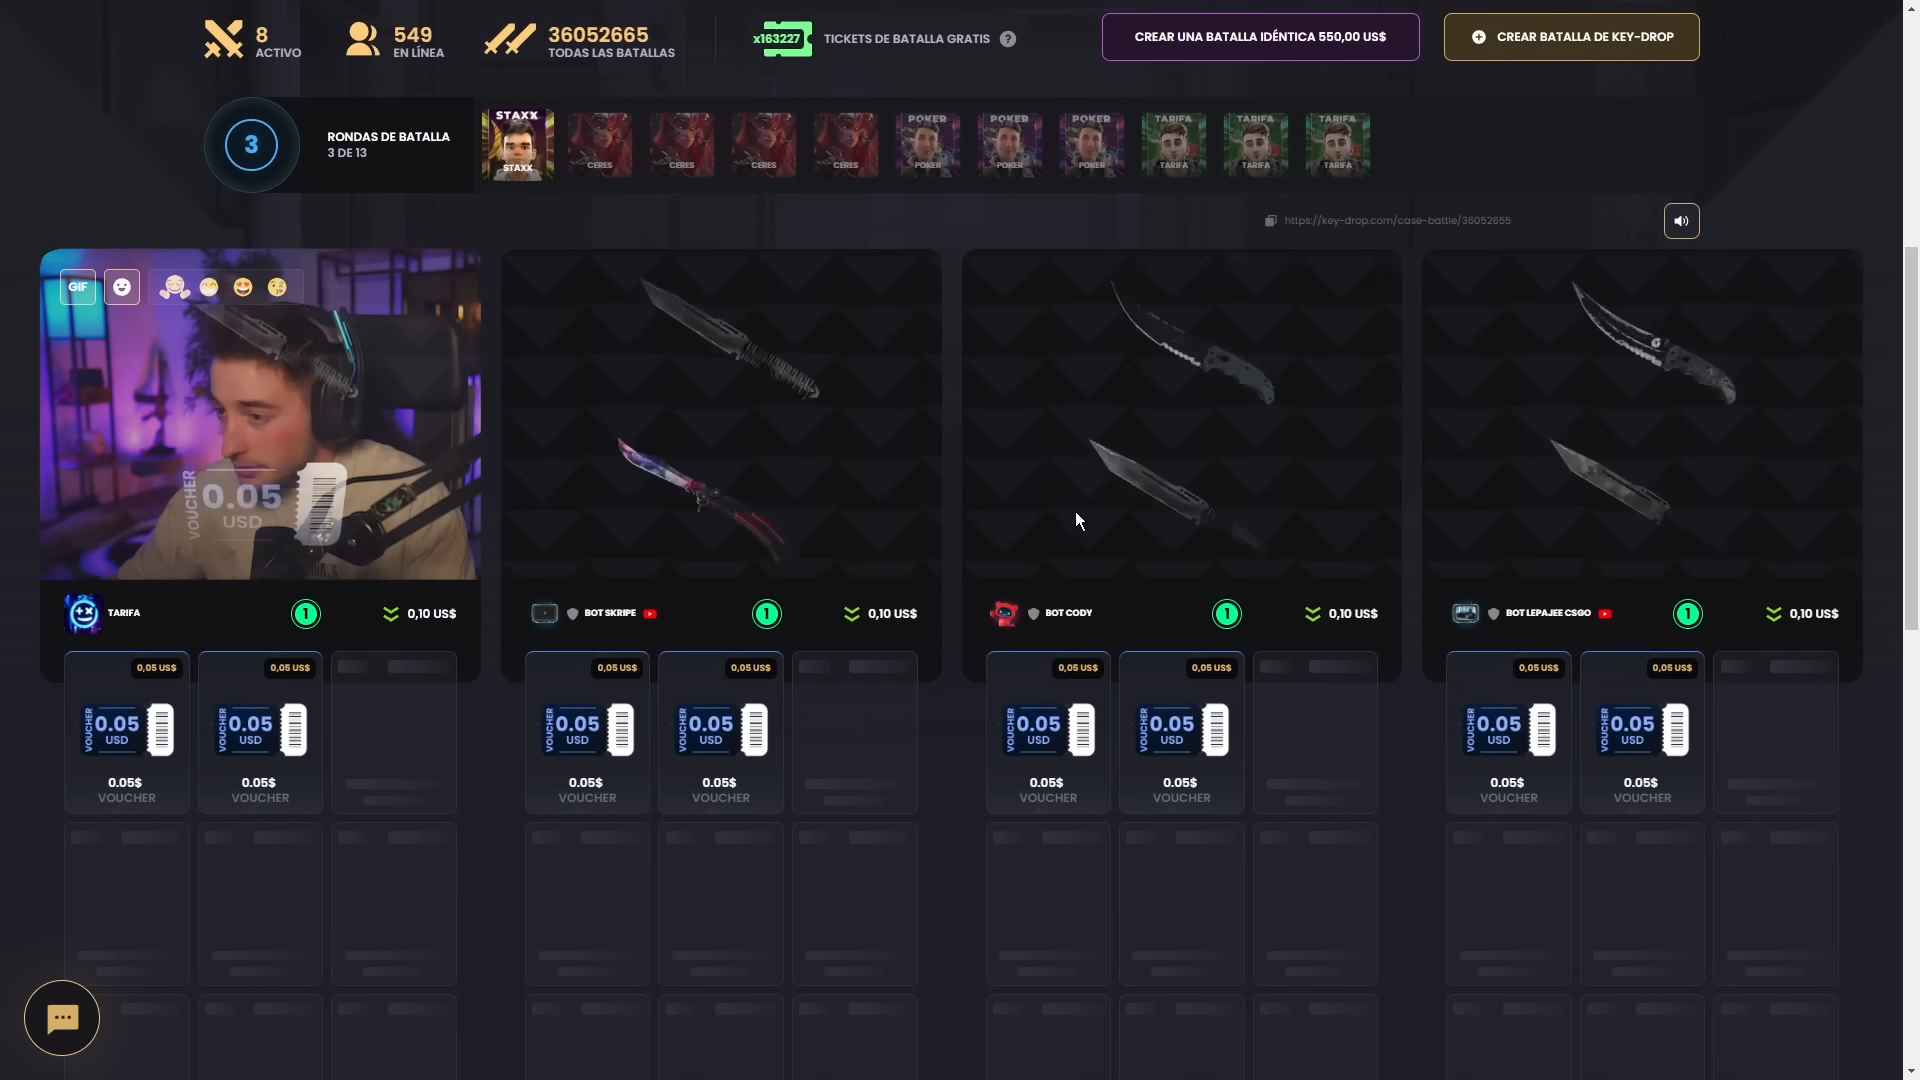 8
ACTIVO
549
EN LÍNEA
36052665
TODAS LAS BATALLAS
x163227
TICKETS DE BATALLA GRATIS ?
CREAR UNA BATALLA IDÉNTICA 550,00 US$
CREAR BATALLA DE KEY-DROP
3
RONDAS DE BATALLA
3 DE 13
STAXX
STAXX
CERES
CERES
CERES
CERES
POKER
POKER
POKER
POKER
POKER
POKER
TARIFA
TARIFA
TARIFA
TARIFA
TARIFA
TARIFA
https://key-drop.com/case-battle/36052655
GIF
VOUCHER
0.05
USD
TARIFA
1
0,10 US$
BOT SKRIPE
1
0,10 US$
BOT CODY
1
0,10 US$
BOT LEPAJEE CSGO
1
0,10 US$
0,05 US$
VOUCHER
0.05
USD
0.05$
VOUCHER
0,05 US$
VOUCHER
0.05
USD
0.05$
VOUCHER
0,05 US$
VOUCHER
0.05
USD
0.05$
VOUCHER
0,05 US$
VOUCHER
0.05
USD
0.05$
VOUCHER
0,05 US$
VOUCHER
0.05
USD
0.05$
VOUCHER
0,05 US$
VOUCHER
0.05
USD
0.05$
VOUCHER
0,05 US$
VOUCHER
0.05
USD
0.05$
VOUCHER
0,05 US$
VOUCHER
0.05
USD
0.05$
VOUCHER